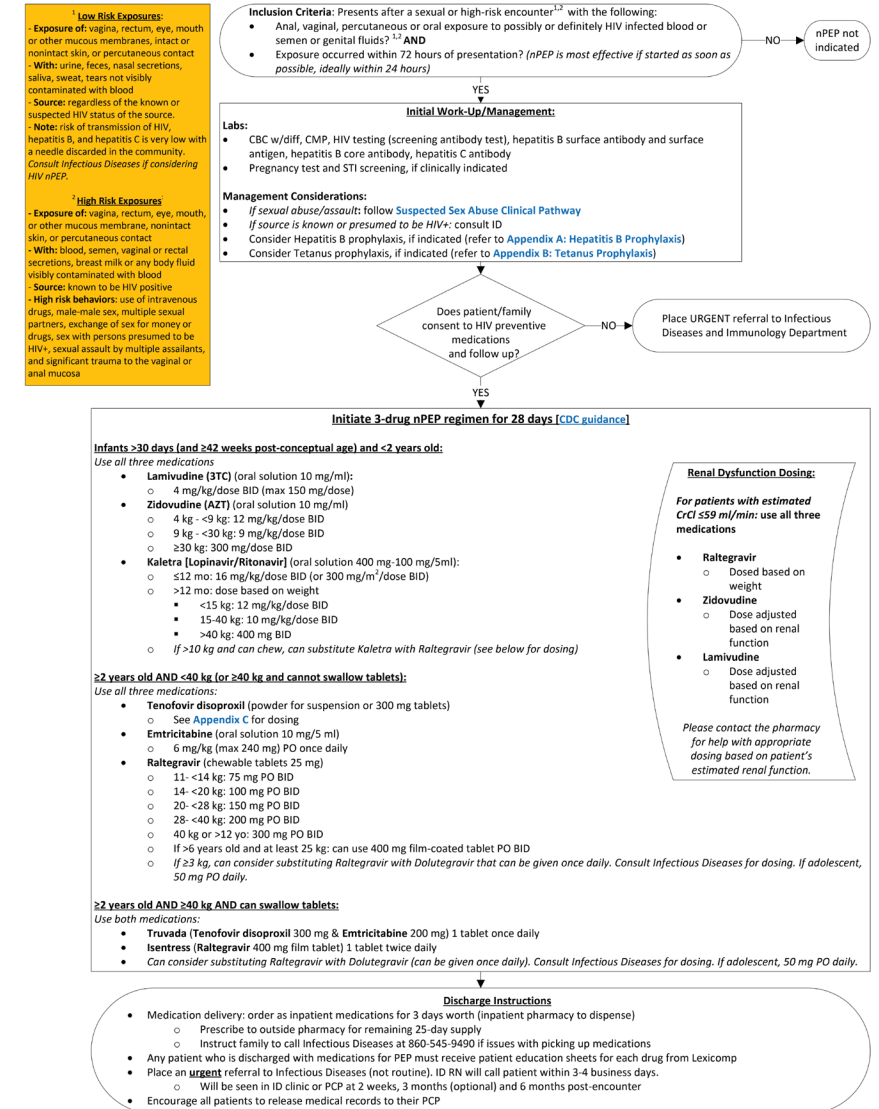 1 Low Risk Exposures:
- Exposure of: vagina, rectum, eye, mouth
or other mucous membranes, intact or
nonintact skin, or percutaneous contact
- With: urine, feces, nasal secretions,
saliva, sweat, tears not visibly
contaminated with blood
- Source: regardless of the known or
suspected HIV status of the source.
- Note: risk of transmission of HIV,
hepatitis B, and hepatitis C is very low with
a needle discarded in the community.
Consult Infectious Diseases if considering
HIV nPEP.
2 High Risk Exposures:
- Exposure of: vagina, rectum, eye, mouth,
or other mucous membrane, nonintact
skin, or percutaneous contact
- With: blood, semen, vaginal or rectal
secretions, breast milk or any body fluid
visibly contaminated with blood
- Source: known to be HIV positive
- High risk behaviors: use of intravenous
drugs, male-male sex, multiple sexual
partners, exchange of sex for money or
drugs, sex with persons presumed to be
HIV+, sexual assault by multiple assailants,
and significant trauma to the vaginal or
anal mucosa
Inclusion Criteria: Presents after a sexual or high-risk encounter1,2 with the following:
• Anal, vaginal, percutaneous or oral exposure to possibly or definitely HIV infected blood or
semen or genital fluids? 1,2 AND
• Exposure occurred within 72 hours of presentation? (nPEP is most effective if started as soon as
possible, ideally within 24 hours)
NO
nPEP not
indicated
YES
Initial Work-Up/Management:
Labs:
• CBC w/diff, CMP, HIV testing (screening antibody test), hepatitis B surface antibody and surface
antigen, hepatitis B core antibody, hepatitis C antibody
• Pregnancy test and STI screening, if clinically indicated
Management Considerations:
• If sexual abuse/assault: follow Suspected Sex Abuse Clinical Pathway
• If source is known or presumed to be HIV+: consult ID
• Consider Hepatitis B prophylaxis, if indicated (refer to Appendix A: Hepatitis B Prophylaxis)
• Consider Tetanus prophylaxis, if indicated (refer to Appendix B: Tetanus Prophylaxis)
Does patient/family
consent to HIV preventive
medications
and follow up?
NO
Place URGENT referral to Infectious
Diseases and Immunology Department
YES
Initiate 3-drug nPEP regimen for 28 days [CDC guidance]
Infants >30 days (and ≥42 weeks post-conceptual age) and <2 years old:
Use all three medications
• Lamivudine (3TC) (oral solution 10 mg/ml):
o 4 mg/kg/dose BID (max 150 mg/dose)
• Zidovudine (AZT) (oral solution 10 mg/ml)
o 4 kg - <9 kg: 12 mg/kg/dose BID
o 9 kg - <30 kg: 9 mg/kg/dose BID
o ≥30 kg: 300 mg/dose BID
• Kaletra [Lopinavir/Ritonavir] (oral solution 400 mg-100 mg/5ml):
o ≤12 mo: 16 mg/kg/dose BID (or 300 mg/m2/dose BID)
o >12 mo: dose based on weight
▪ <15 kg: 12 mg/kg/dose BID
▪ 15-40 kg: 10 mg/kg/dose BID
▪ >40 kg: 400 mg BID
o If >10 kg and can chew, can substitute Kaletra with Raltegravir (see below for dosing)
≥2 years old AND <40 kg (or ≥40 kg and cannot swallow tablets):
Use all three medications:
• Tenofovir disoproxil (powder for suspension or 300 mg tablets)
o See Appendix C for dosing
• Emtricitabine (oral solution 10 mg/5 ml)
o 6 mg/kg (max 240 mg) PO once daily
• Raltegravir (chewable tablets 25 mg)
o 11- <14 kg: 75 mg PO BID
o 14- <20 kg: 100 mg PO BID
o 20- <28 kg: 150 mg PO BID
o 28- <40 kg: 200 mg PO BID
o 40 kg or >12 yo: 300 mg PO BID
o If >6 years old and at least 25 kg: can use 400 mg film-coated tablet PO BID
o If ≥3 kg, can consider substituting Raltegravir with Dolutegravir that can be given once daily. Consult Infectious Diseases for dosing. If adolescent,
50 mg PO daily.
≥2 years old AND ≥40 kg AND can swallow tablets:
Use both medications:
• Truvada (Tenofovir disoproxil 300 mg & Emtricitabine 200 mg) 1 tablet once daily
• Isentress (Raltegravir 400 mg film tablet) 1 tablet twice daily
• Can consider substituting Raltegravir with Dolutegravir (can be given once daily). Consult Infectious Diseases for dosing. If adolescent, 50 mg PO daily.
Renal Dysfunction Dosing:
For patients with estimated
CrCl ≤59 ml/min: use all three
medications
• Raltegravir
o Dosed based on
weight
• Zidovudine
o Dose adjusted
based on renal
function
• Lamivudine
o Dose adjusted
based on renal
function
Please contact the pharmacy
for help with appropriate
dosing based on patient's
estimated renal function.
Discharge Instructions
• Medication delivery: order as inpatient medications for 3 days worth (inpatient pharmacy to dispense)
o Prescribe to outside pharmacy for remaining 25-day supply
o Instruct family to call Infectious Diseases at 860-545-9490 if issues with picking up medications
• Any patient who is discharged with medications for PEP must receive patient education sheets for each drug from Lexicomp
• Place an urgent referral to Infectious Diseases (not routine). ID RN will call patient within 3-4 business days.
o Will be seen in ID clinic or PCP at 2 weeks, 3 months (optional) and 6 months post-encounter
• Encourage all patients to release medical records to their PCP